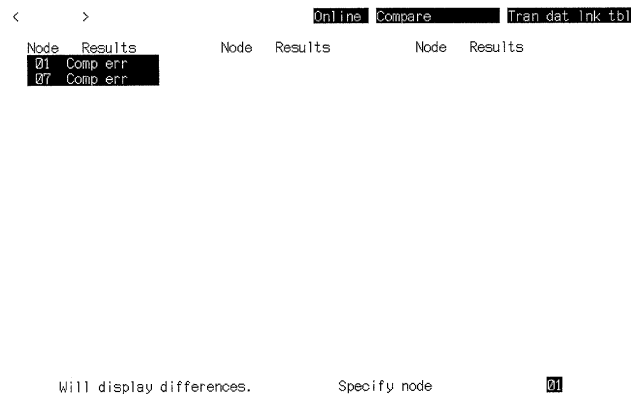 < > Online Compare Tran dat lnk tbl
Node Results Node Results Node Results
01 Comp err
07 Comp err
Will display differences. Specify node 01